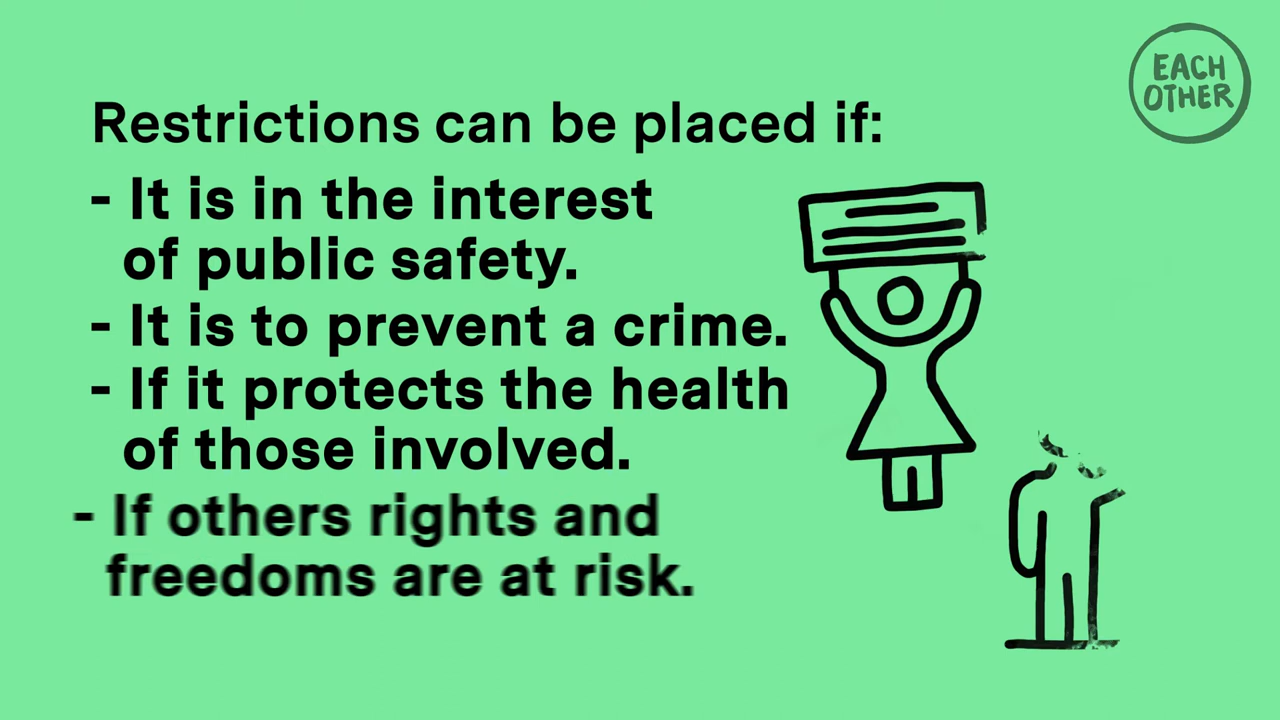 EACH
OTHER
Restrictions can be placed if:
- It is in the interest
of public safety.
- It is to prevent a crime.
- If it protects the health
of those involved.
- If others rights and
freedoms are at risk.